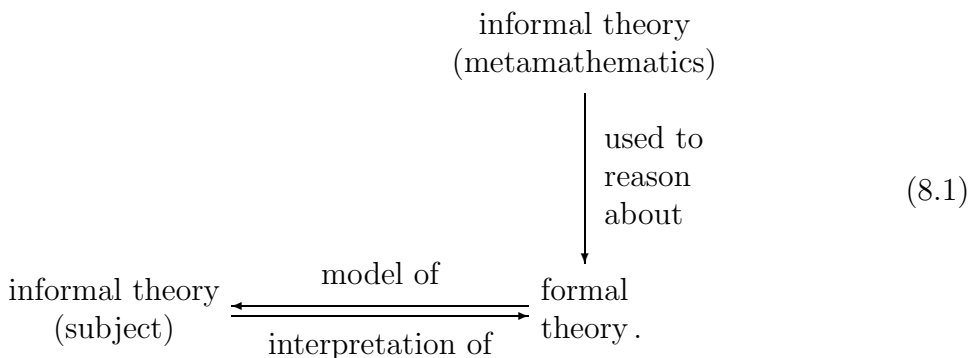 informal theory
(metamathematics)
used to
reason
about
(8.1)
model of
informal theory
(subject)
formal
theory.
interpretation of